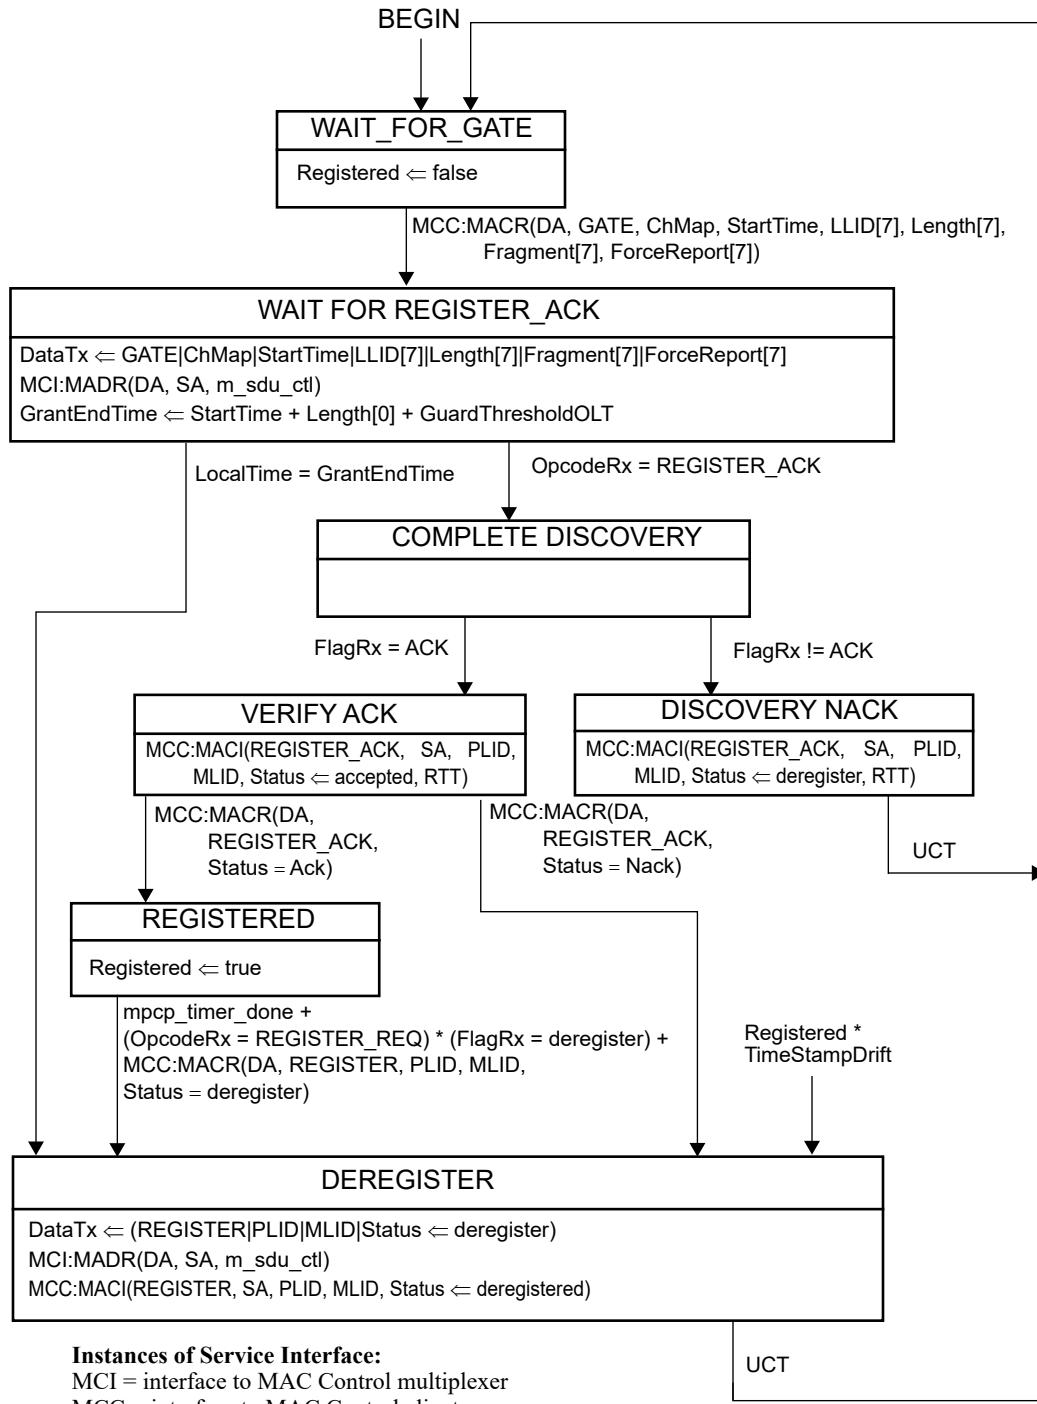 BEGIN
WAIT_FOR_GATE
Registered ⇐ false
MCC:MACR(DA, GATE, ChMap, StartTime, LLID[7], Length[7],
Fragment[7], ForceReport[7])
WAIT FOR REGISTER_ACK
DataTx ⇐ GATE|ChMap|StartTime|LLID[7]|Length[7]|Fragment[7]|ForceReport[7]
MCI:MADR(DA, SA, m_sdu_ctl)
GrantEndTime ⇐ StartTime + Length[0] + GuardThresholdOLT
LocalTime = GrantEndTime
OpcodeRx = REGISTER_ACK
COMPLETE DISCOVERY
FlagRx = ACK
FlagRx != ACK
VERIFY ACK
MCC:MACI(REGISTER_ACK, SA, PLID,
MLID, Status ⇐ accepted, RTT)
DISCOVERY NACK
MCC:MACI(REGISTER_ACK, SA, PLID,
MLID, Status ⇐ deregister, RTT)
MCC:MACR(DA,
REGISTER_ACK,
Status = Ack)
MCC:MACR(DA,
REGISTER_ACK,
Status = Nack)
UCT
REGISTERED
Registered ⇐ true
mpcp_timer_done +
(OpcodeRx = REGISTER_REQ) * (FlagRx = deregister) +
MCC:MACR(DA, REGISTER, PLID, MLID,
Status = deregister)
Registered *
TimeStampDrift
DEREGISTER
DataTx ⇐ (REGISTER|PLID|MLID|Status ⇐ deregister)
MCI:MADR(DA, SA, m_sdu_ctl)
MCC:MACI(REGISTER, SA, PLID, MLID, Status ⇐ deregistered)
UCT
Instances of Service Interface:
MCI = interface to MAC Control multiplexer